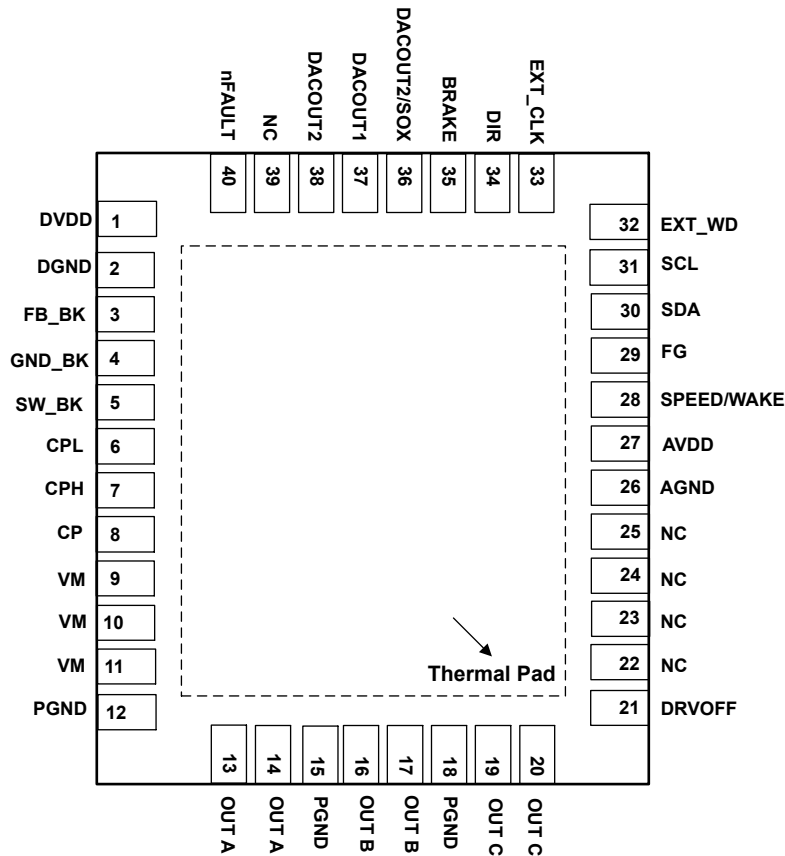 nFAULT
NC
DACOUT2
DACOUT1
DACOUT2/SOX
BRAKE
DIR
EXT_CLK
40
39
38
37
36
35
34
33
DVDD 1
DGND 2
FB_BK 3
GND_BK 4
SW_BK 5
CPL 6
CPH 7
CP 8
VM 9
VM 10
VM 11
PGND 12
32 EXT_WD
31 SCL
30 SDA
29 FG
28 SPEED/WAKE
27 AVDD
26 AGND
25 NC
24 NC
23 NC
22 NC
21 DRVOFF
Thermal Pad
13
14
15
16
17
18
19
20
OUT A
OUT A
PGND
OUT B
OUT B
PGND
OUT C
OUT C